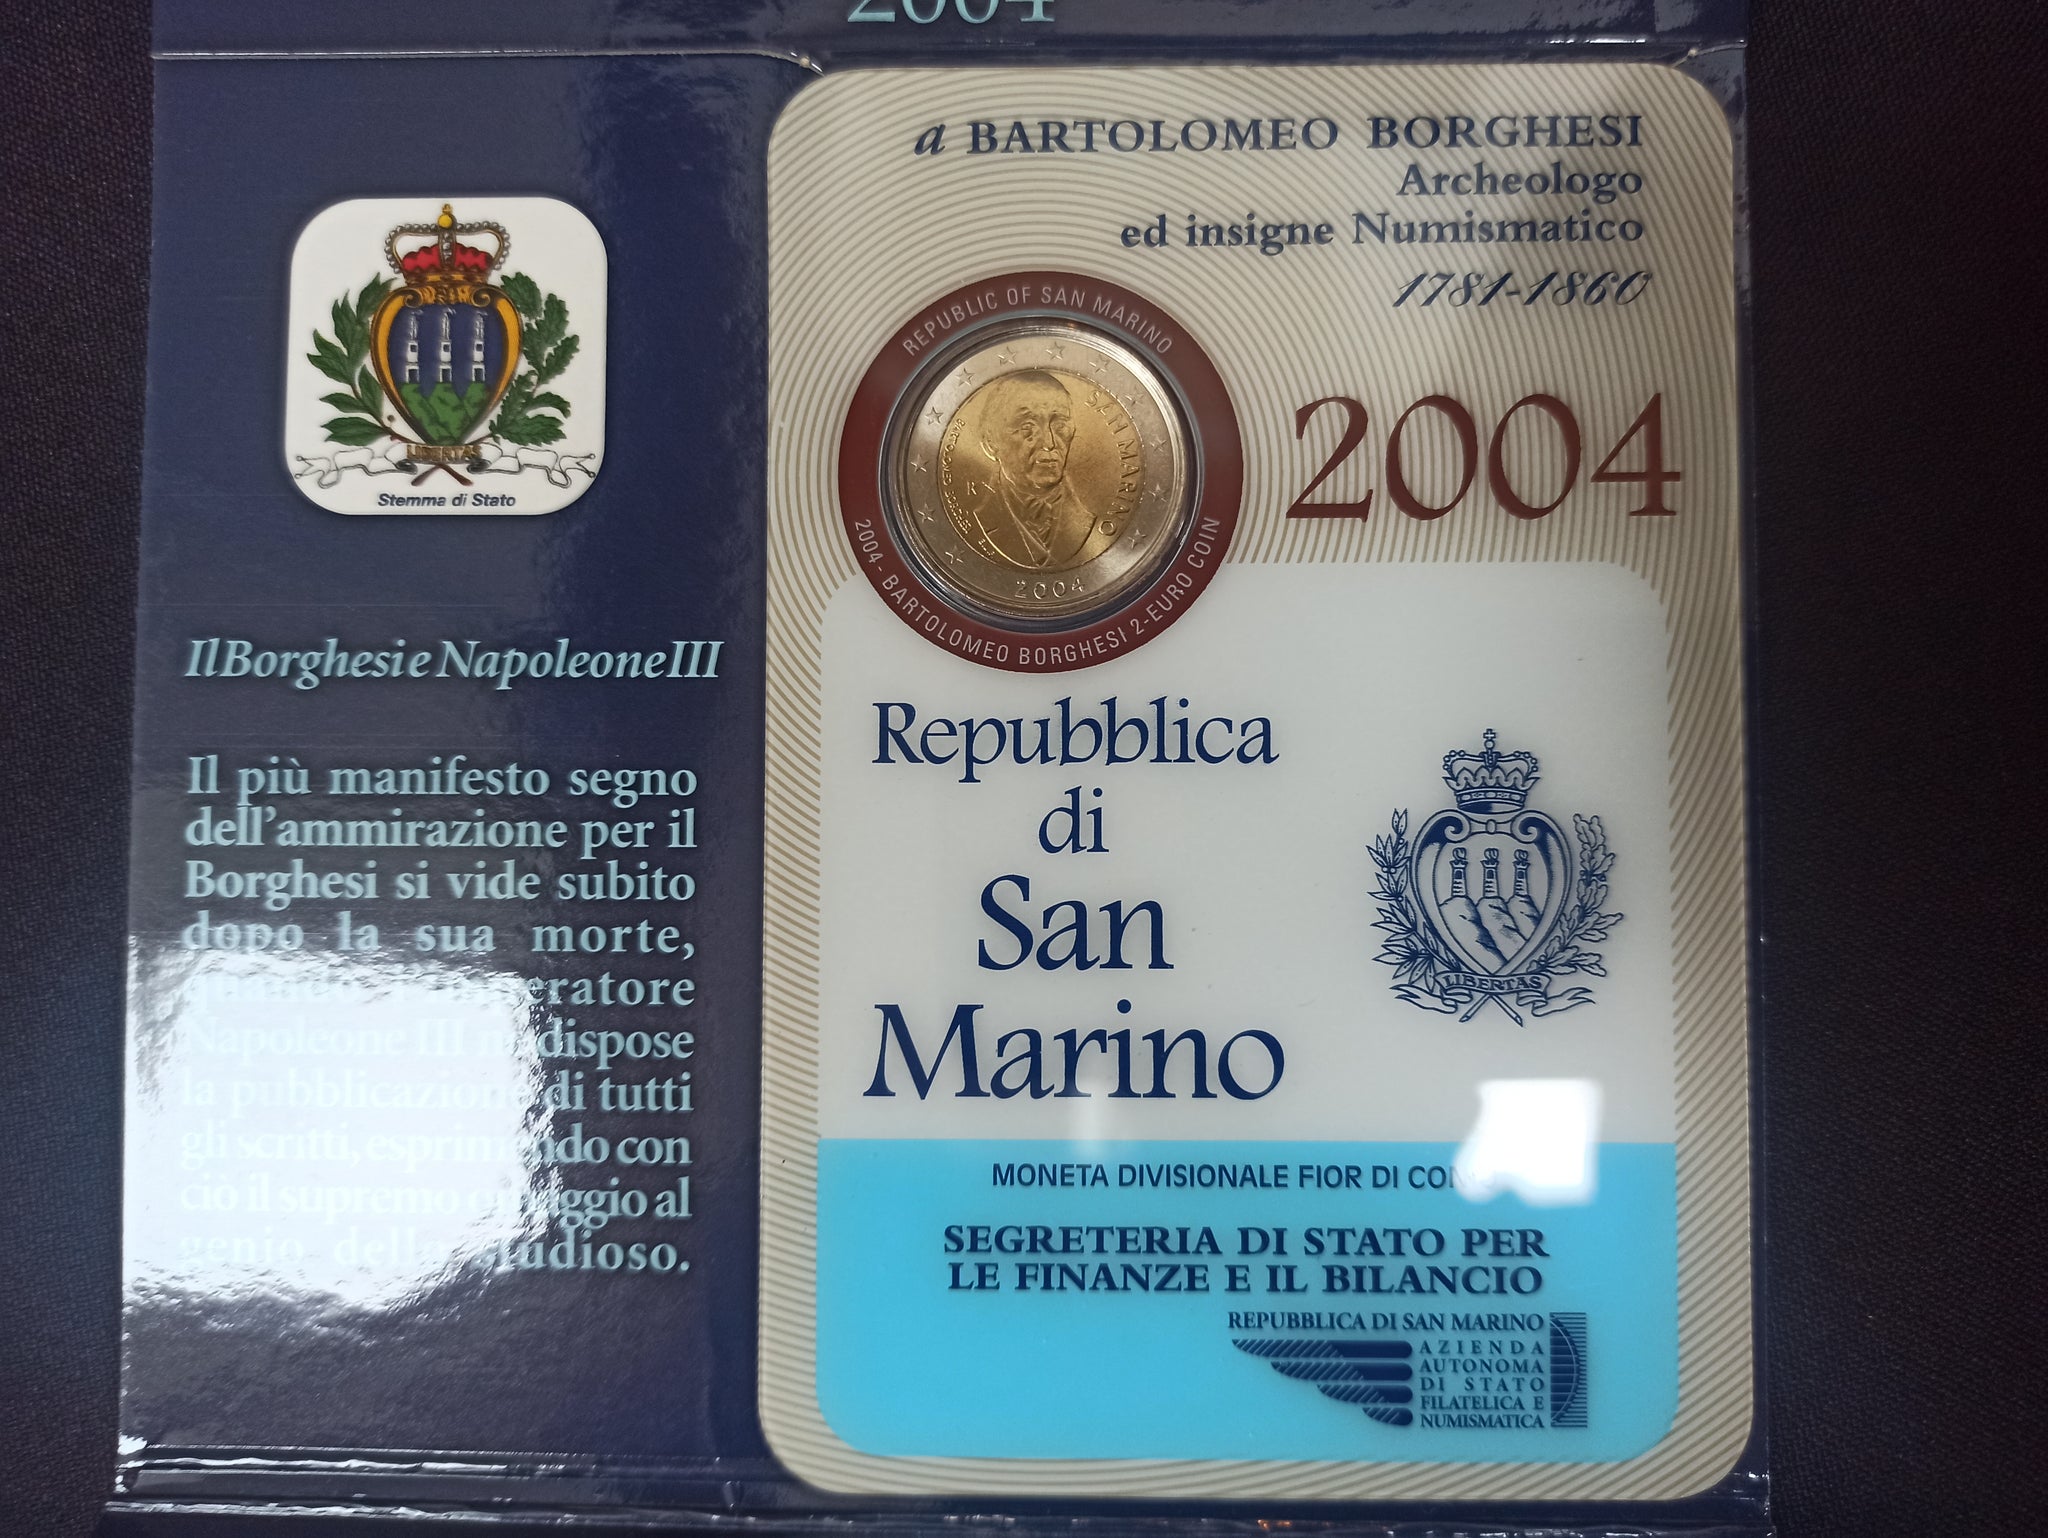 2004
LIBERTAS
Stemma di Stato
Il Borghesi e Napoleone III
Il più manifesto segno
dell'ammirazione per il
Borghesi si vide subito
dopo la sua morte,
quando l'imperatore
Napoleone III ne dispose
la pubblicazione di tutti
gli scritti, esprimendo con
ciò il supremo omaggio al
genio dello studioso.
a BARTOLOMEO BORGHESI
Archeologo
ed insigne Numismatico
1781-1860
REPUBLIC OF SAN MARINO
2004 - BARTOLOMEO BORGHESI 2-EURO COIN
SAN MARINO
BARTOLOMEO BORGHESI
R
2004
2004
Repubblica
di
San
Marino
LIBERTAS
MONETA DIVISIONALE FIOR DI
SEGRETERIA DI STATO PER
LE FINANZE E IL BILANCIO
REPUBBLICA DI SAN MARINO
AZIENDA
AUTONOMA
DI STATO
FILATELICA E
NUMISMATICA